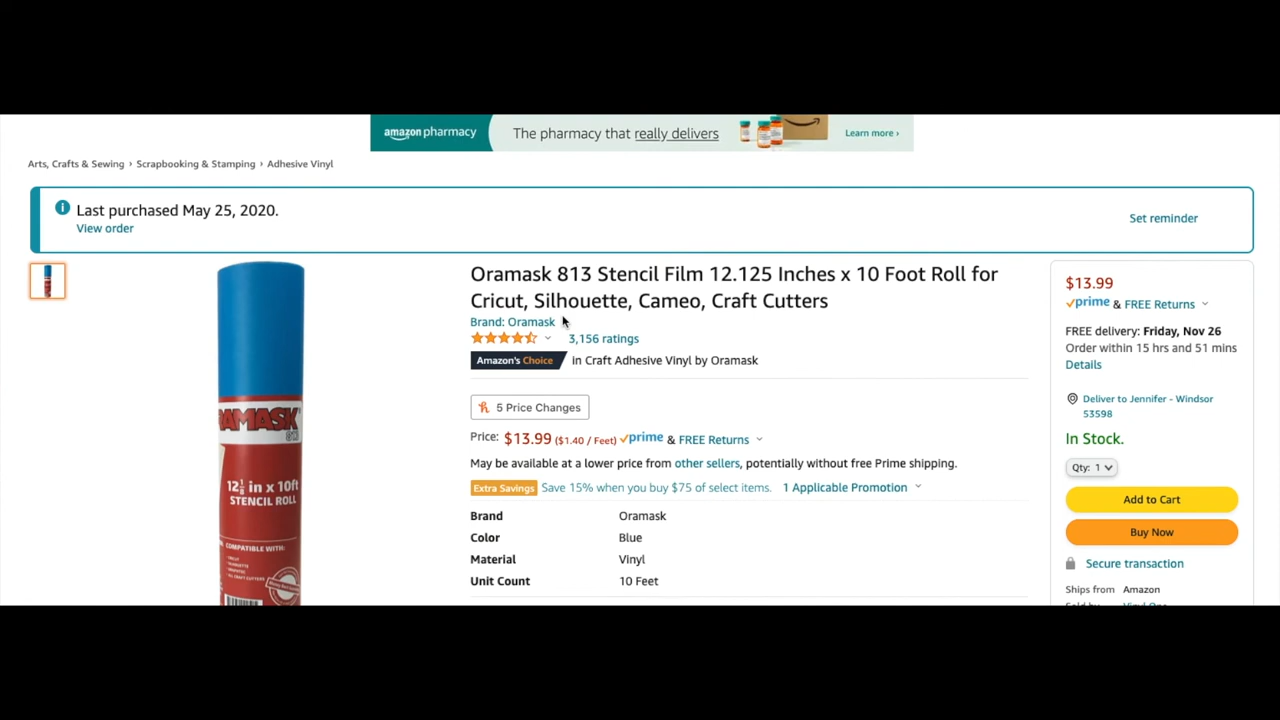 amazon pharmacy
The pharmacy that really delivers
Learn more ›
Arts, Crafts & Sewing › Scrapbooking & Stamping › Adhesive Vinyl
Last purchased May 25, 2020.
View order
Set reminder
Oramask 813 Stencil Film 12.125 Inches x 10 Foot Roll for
Cricut, Silhouette, Cameo, Craft Cutters
Brand: Oramask
3,156 ratings
Amazon's Choice in Craft Adhesive Vinyl by Oramask
5 Price Changes
Price: $13.99 ($1.40 / Feet) prime & FREE Returns
May be available at a lower price from other sellers, potentially without free Prime shipping.
Extra Savings Save 15% when you buy $75 of select items. 1 Applicable Promotion
Brand Oramask
Color Blue
Material Vinyl
Unit Count 10 Feet
RAMASK
813
12 1/8 in x 10ft
STENCIL ROLL
COMPATIBLE WITH:
$13.99
prime & FREE Returns
FREE delivery: Friday, Nov 26
Order within 15 hrs and 51 mins
Details
Deliver to Jennifer - Windsor
53598
In Stock.
Qty: 1
Add to Cart
Buy Now
Secure transaction
Ships from Amazon